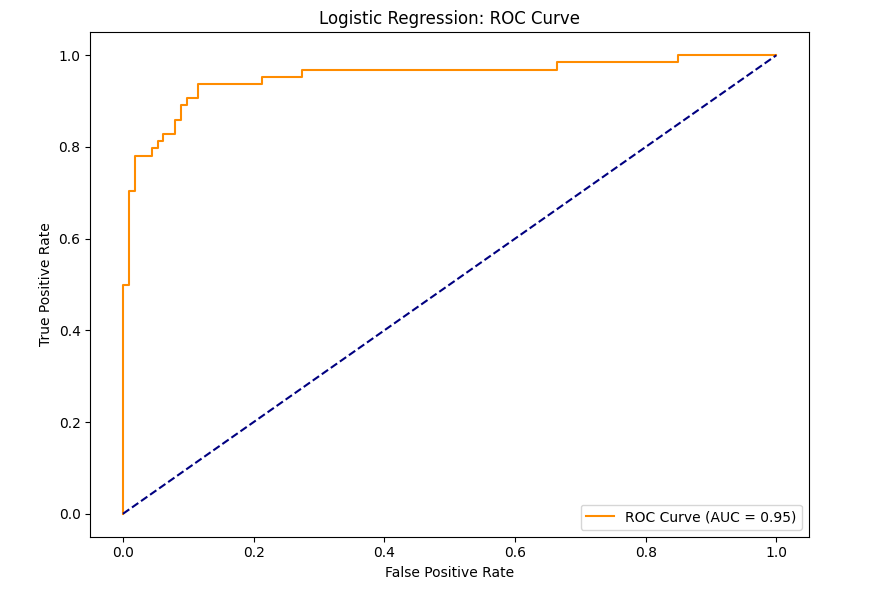 Logistic Regression: ROC Curve
1.0
0.8
0.6
0.4
0.2
0.0
True Positive Rate
ROC Curve (AUC = 0.95)
0.0 0.2 0.4 0.6 0.8 1.0
False Positive Rate